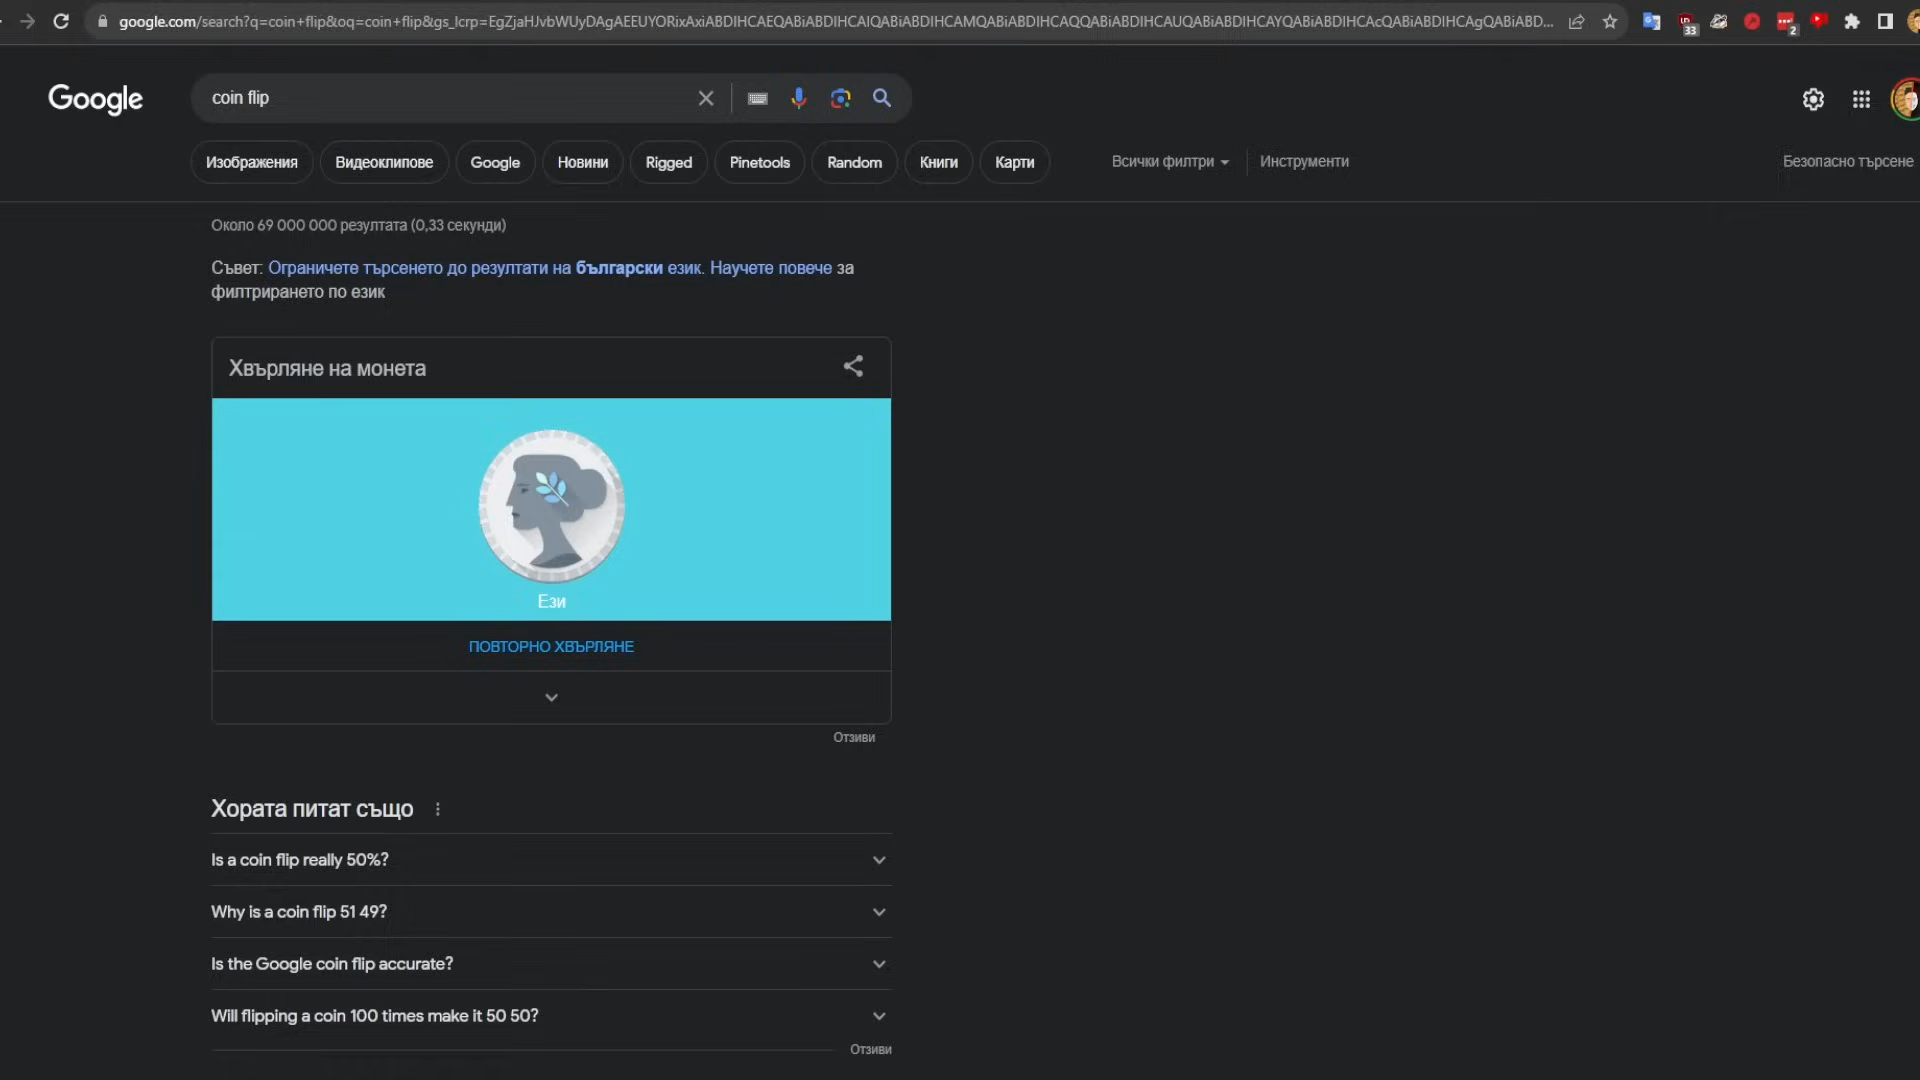 google.com/search?q=coin+flip&oq=coin+flip&gs_lcrp=EgZjaHJvbWUyDAgAEEUYORixAxiABDIHCAEQABiABDIHCAIQABiABDIHCAMQABiABDIHCAQQABiABDIHCAUQABiABDIHCAYQABiABDIHCAcQABiABDIHCAgQABiABD...
33
2
Google
coin flip
Изображения
Видеоклипове
Google
Новини
Rigged
Pinetools
Random
Книги
Карти
Всички филтри
Инструменти
Безопасно търсене
Около 69 000 000 резултата (0,33 секунди)
Съвет: Ограничете търсенето до резултати на български език. Научете повече за
филтрирането по език
Хвърляне на монета
Ези
ПОВТОРНО ХВЪРЛЯНЕ
Отзиви
Хората питат също
Is a coin flip really 50%?
Why is a coin flip 51 49?
Is the Google coin flip accurate?
Will flipping a coin 100 times make it 50 50?
Отзиви